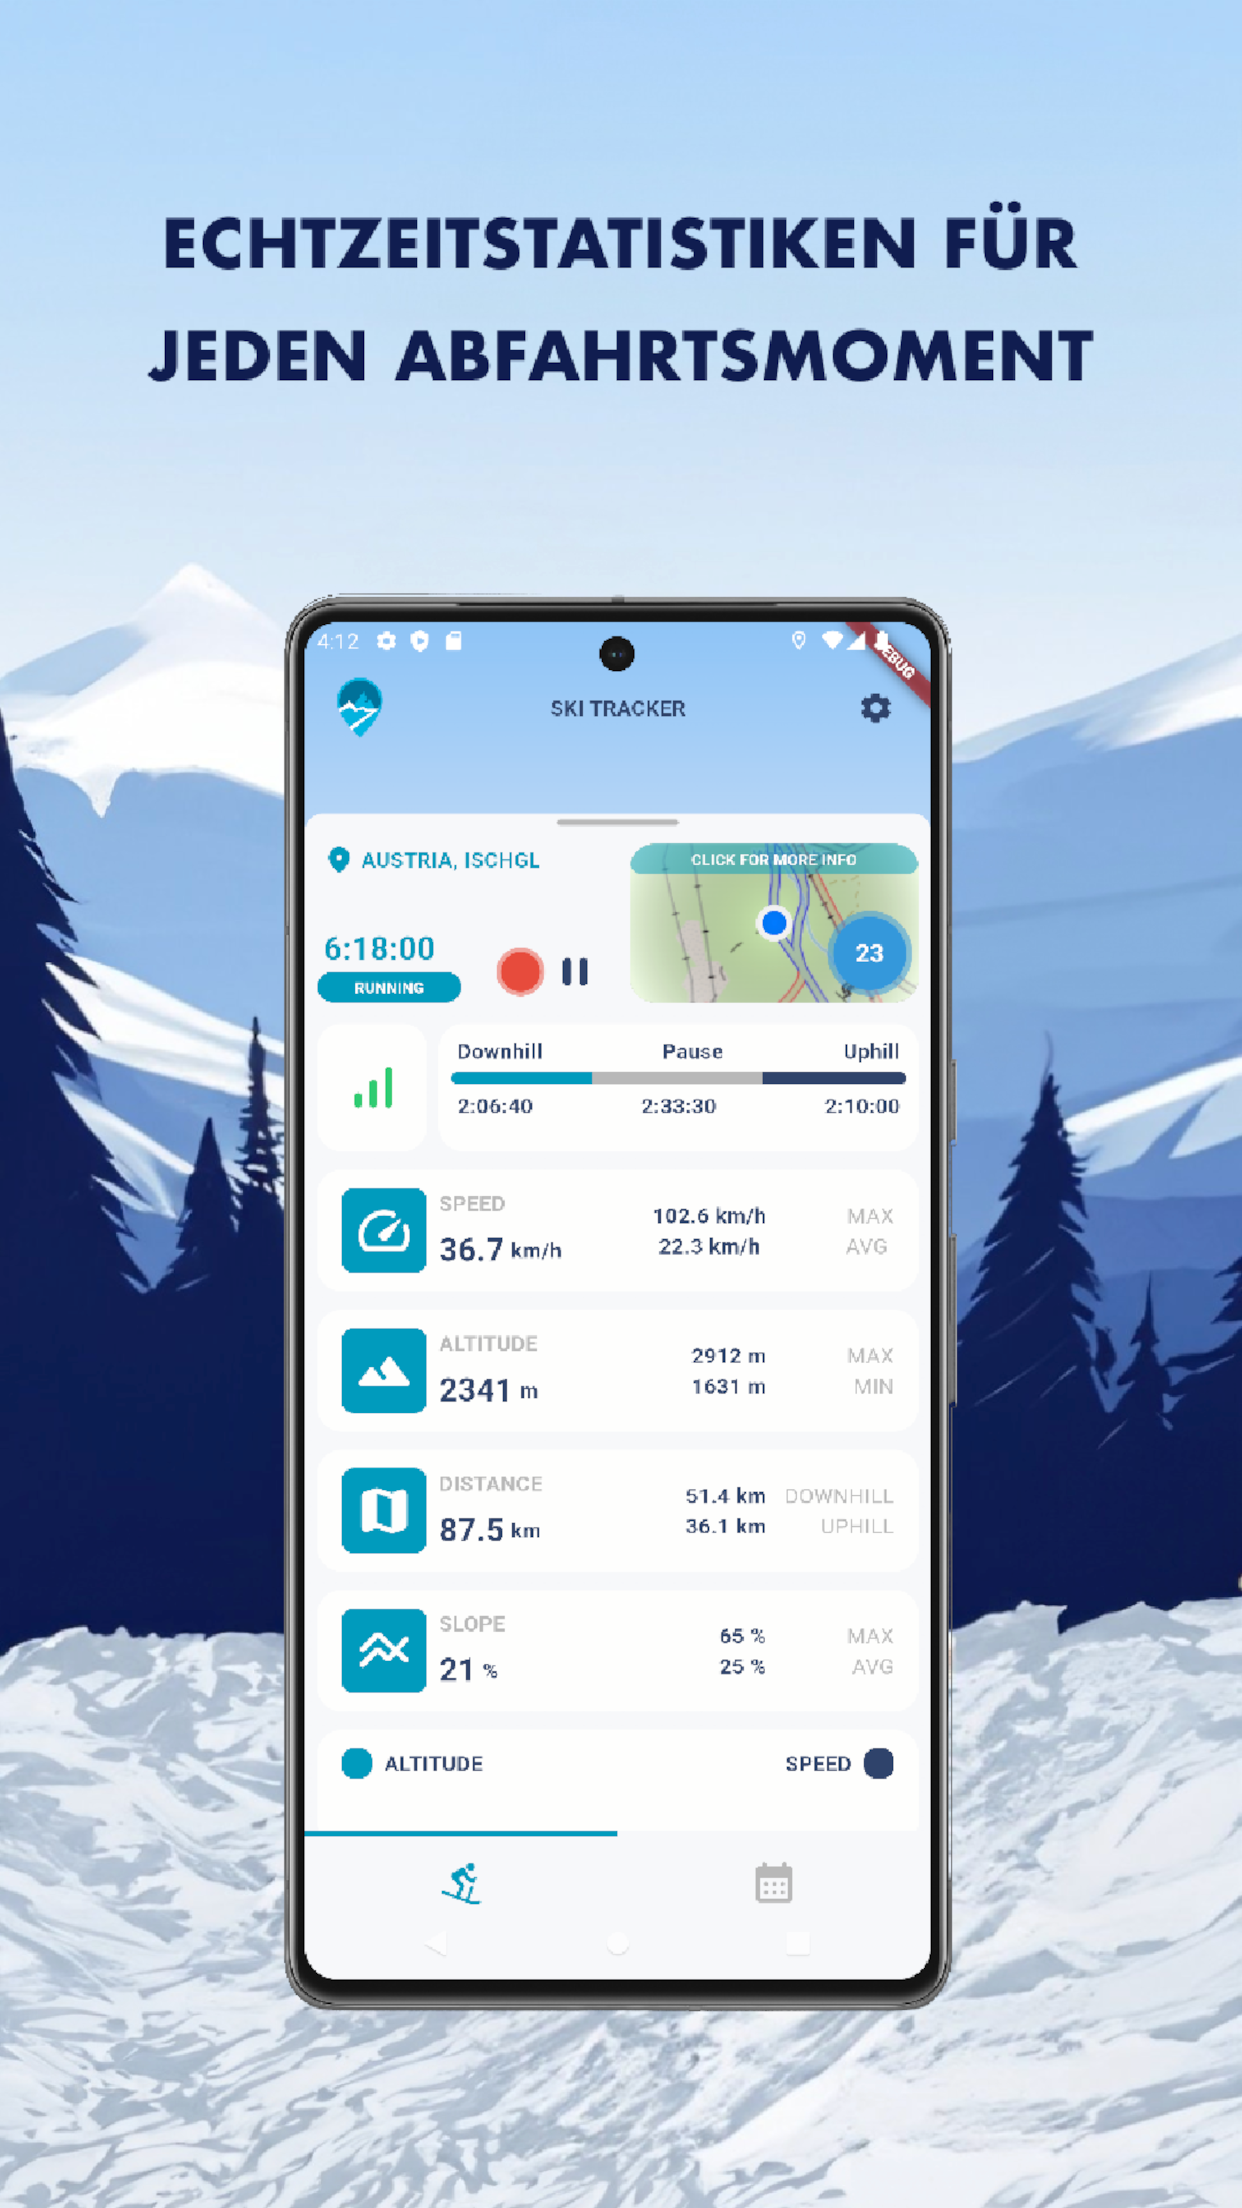 ECHTZEITSTATISTIKEN FÜR
JEDEN ABFAHRTSMOMENT
4:12
SKI TRACKER
AUSTRIA, ISCHGL
CLICK FOR MORE INFO
23
6:18:00
RUNNING
Downhill Pause Uphill
2:06:40 2:33:30 2:10:00
SPEED
36.7 km/h
102.6 km/h MAX
22.3 km/h AVG
ALTITUDE
2341 m
2912 m MAX
1631 m MIN
DISTANCE
87.5 km
51.4 km DOWNHILL
36.1 km UPHILL
SLOPE
21 %
65 % MAX
25 % AVG
ALTITUDE SPEED